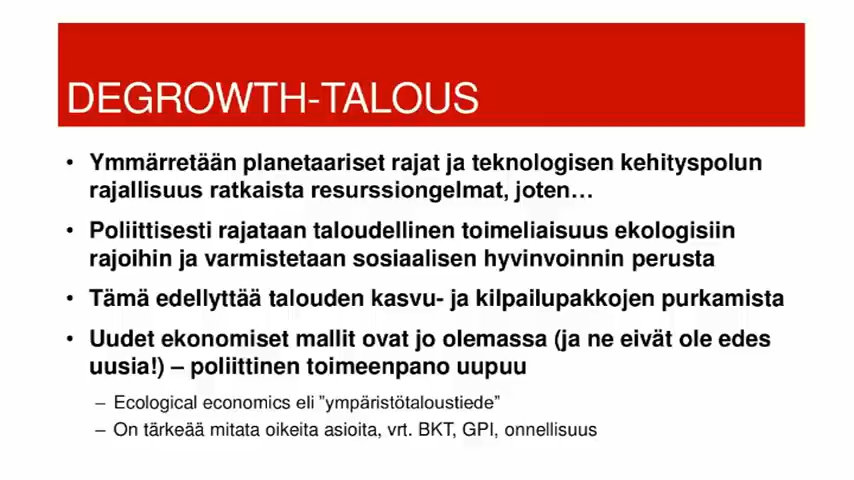 DEGROWTH-TALOUS
• Ymmärretään planetaariset rajat ja teknologisen kehityspolun
rajallisuus ratkaista resurssiongelmat, joten…
• Poliittisesti rajataan taloudellinen toimeliaisuus ekologisiin
rajoihin ja varmistetaan sosiaalisen hyvinvoinnin perusta
• Tämä edellyttää talouden kasvu- ja kilpailupakkojen purkamista
• Uudet ekonomiset mallit ovat jo olemassa (ja ne eivät ole edes
uusia!) – poliittinen toimeenpano uupuu
– Ecological economics eli ”ympäristötaloustiede”
– On tärkeää mitata oikeita asioita, vrt. BKT, GPI, onnellisuus